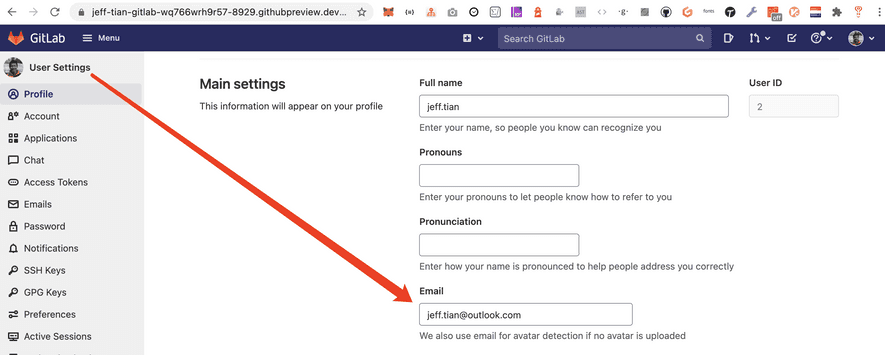 jeff-tian-gitlab-wq766wrh9r57-8929.githubpreview.dev...
off
GitLab
Menu
Search GitLab
User Settings
Profile
Account
Applications
Chat
Access Tokens
Emails
Password
Notifications
SSH Keys
GPG Keys
Preferences
Active Sessions
Main settings
This information will appear on your profile
Full name
jeff.tian
Enter your name, so people you know can recognize you
User ID
2
Pronouns
Enter your pronouns to let people know how to refer to you
Pronunciation
Enter how your name is pronounced to help people address you correctly
Email
jeff.tian@outlook.com
We also use email for avatar detection if no avatar is uploaded